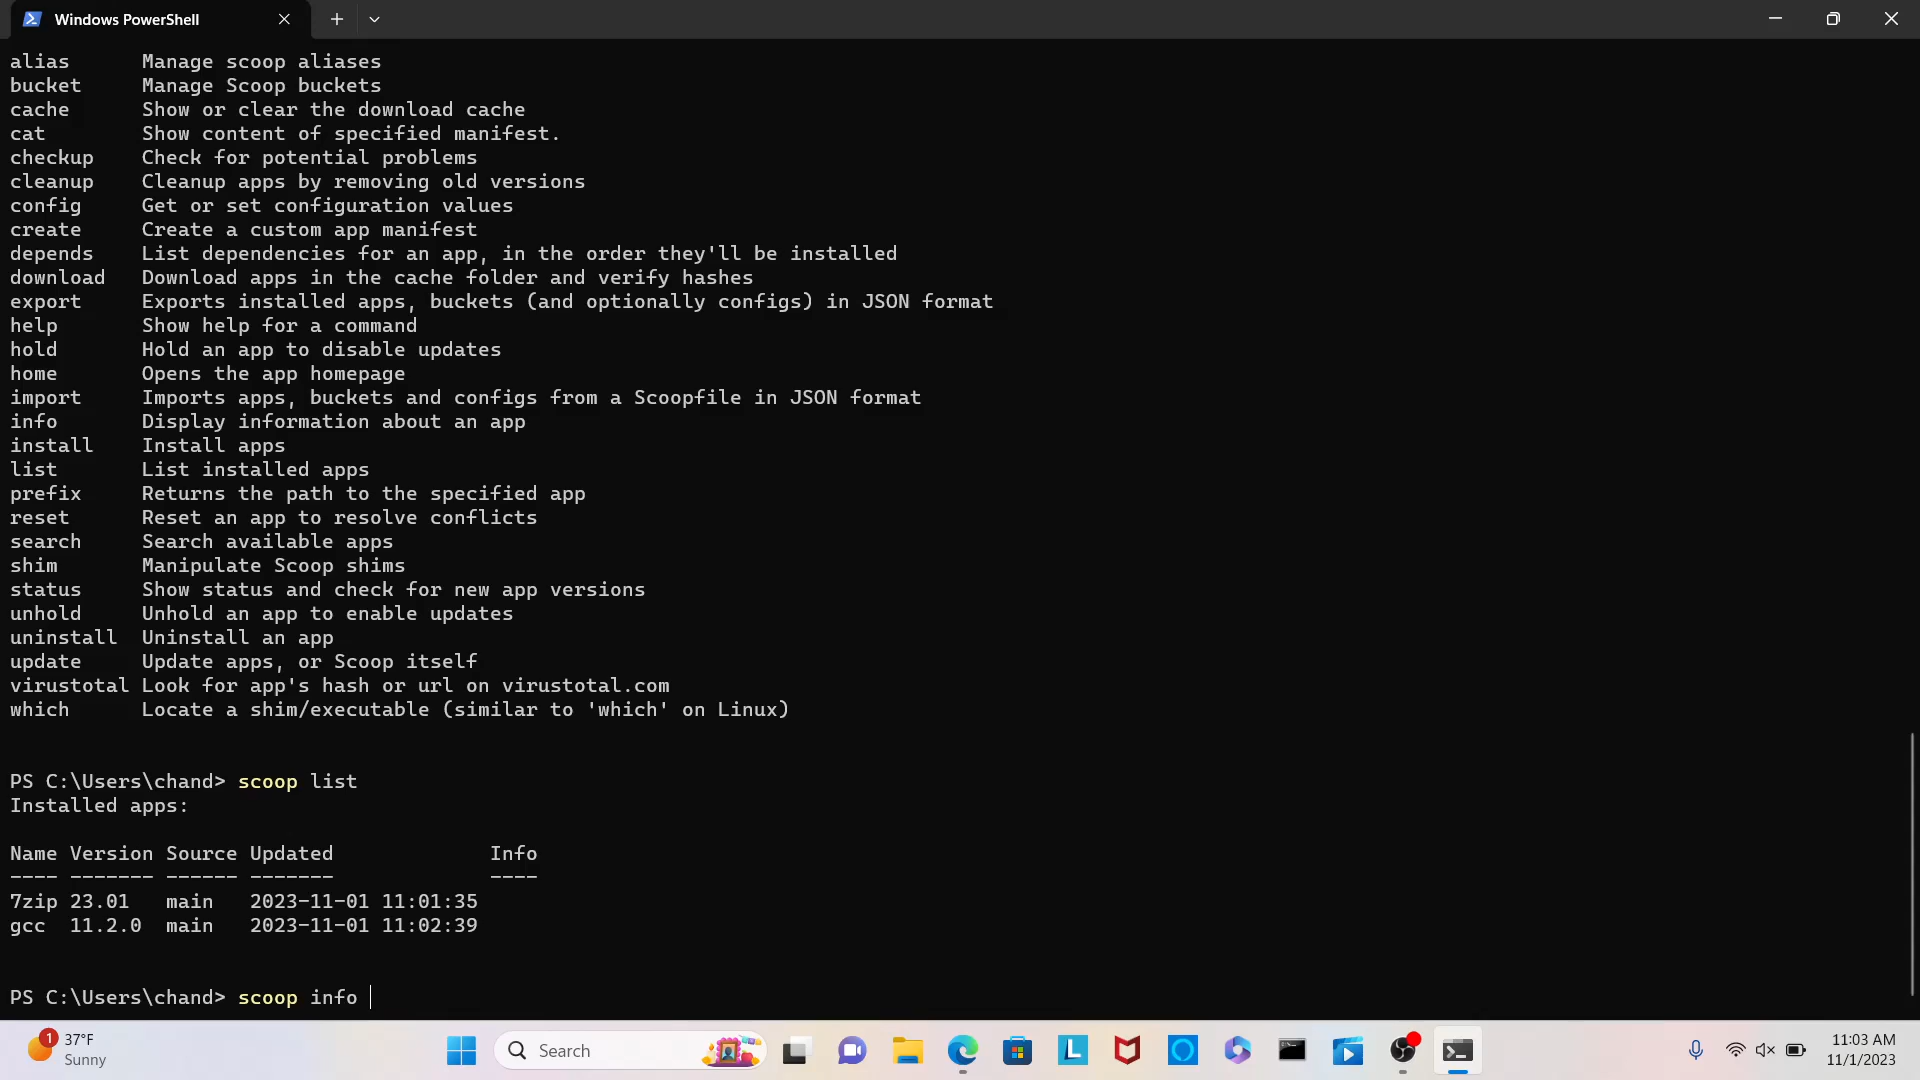 Windows PowerShell
alias      Manage scoop aliases
bucket     Manage Scoop buckets
cache      Show or clear the download cache
cat        Show content of specified manifest.
checkup    Check for potential problems
cleanup    Cleanup apps by removing old versions
config     Get or set configuration values
create     Create a custom app manifest
depends    List dependencies for an app, in the order they'll be installed
download   Download apps in the cache folder and verify hashes
export     Exports installed apps, buckets (and optionally configs) in JSON format
help       Show help for a command
hold       Hold an app to disable updates
home       Opens the app homepage
import     Imports apps, buckets and configs from a Scoopfile in JSON format
info       Display information about an app
install    Install apps
list       List installed apps
prefix     Returns the path to the specified app
reset      Reset an app to resolve conflicts
search     Search available apps
shim       Manipulate Scoop shims
status     Show status and check for new app versions
unhold     Unhold an app to enable updates
uninstall  Uninstall an app
update     Update apps, or Scoop itself
virustotal Look for app's hash or url on virustotal.com
which      Locate a shim/executable (similar to 'which' on Linux)
PS C:\Users\chand> scoop list
Installed apps:
Name Version Source Updated             Info
---- ------- ------ -------             ----
7zip 23.01   main   2023-11-01 11:01:35
gcc  11.2.0  main   2023-11-01 11:02:39
PS C:\Users\chand> scoop info
1
37°F
Sunny
Search
L
11:03 AM
11/1/2023